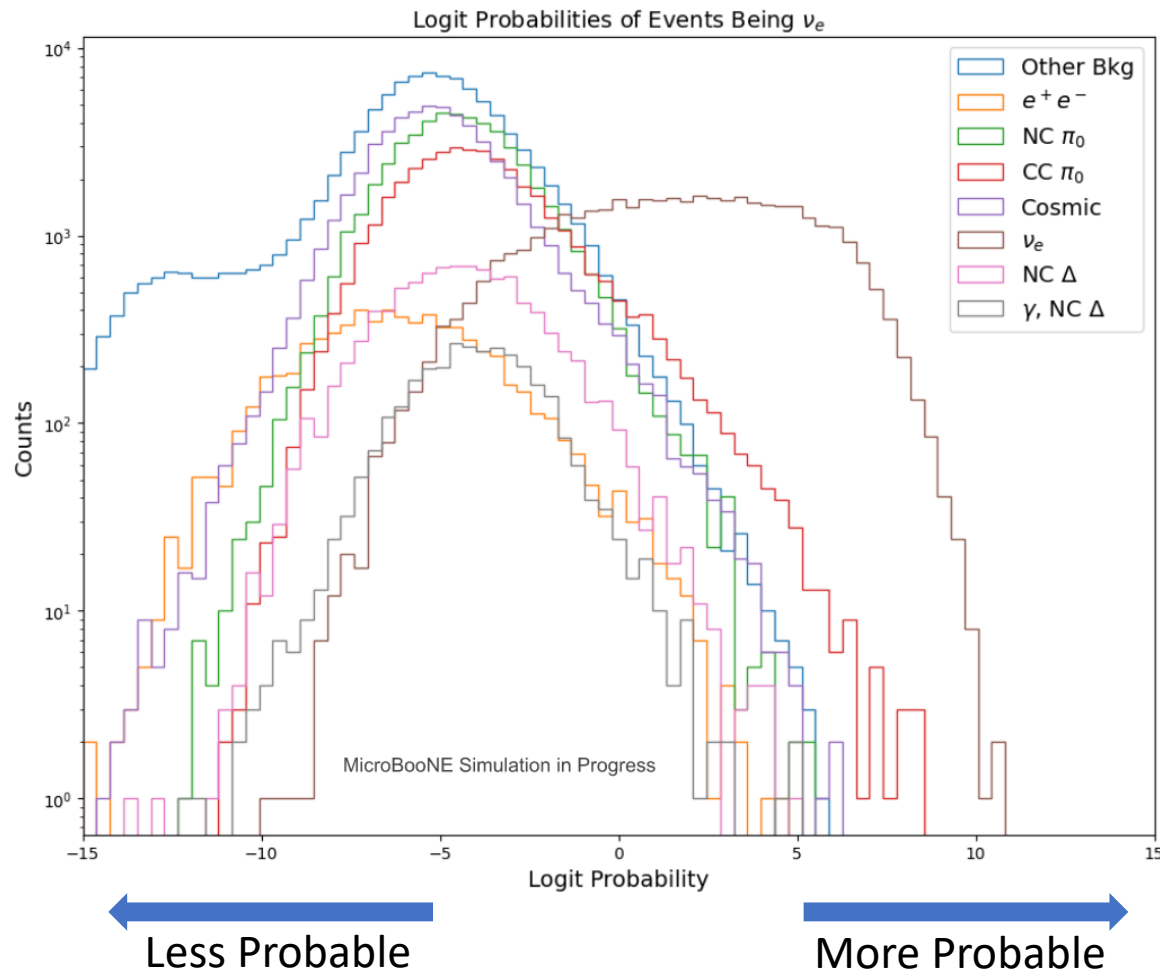 Logit Probabilities of Events Being νₑ
10⁴
10³
10²
10¹
10⁰
Counts
Other Bkg
e⁺e⁻
NC π₀
CC π₀
Cosmic
νₑ
NC Δ
γ, NC Δ
MicroBooNE Simulation in Progress
−15 −10 −5 0 5 10 15
Logit Probability
Less Probable More Probable